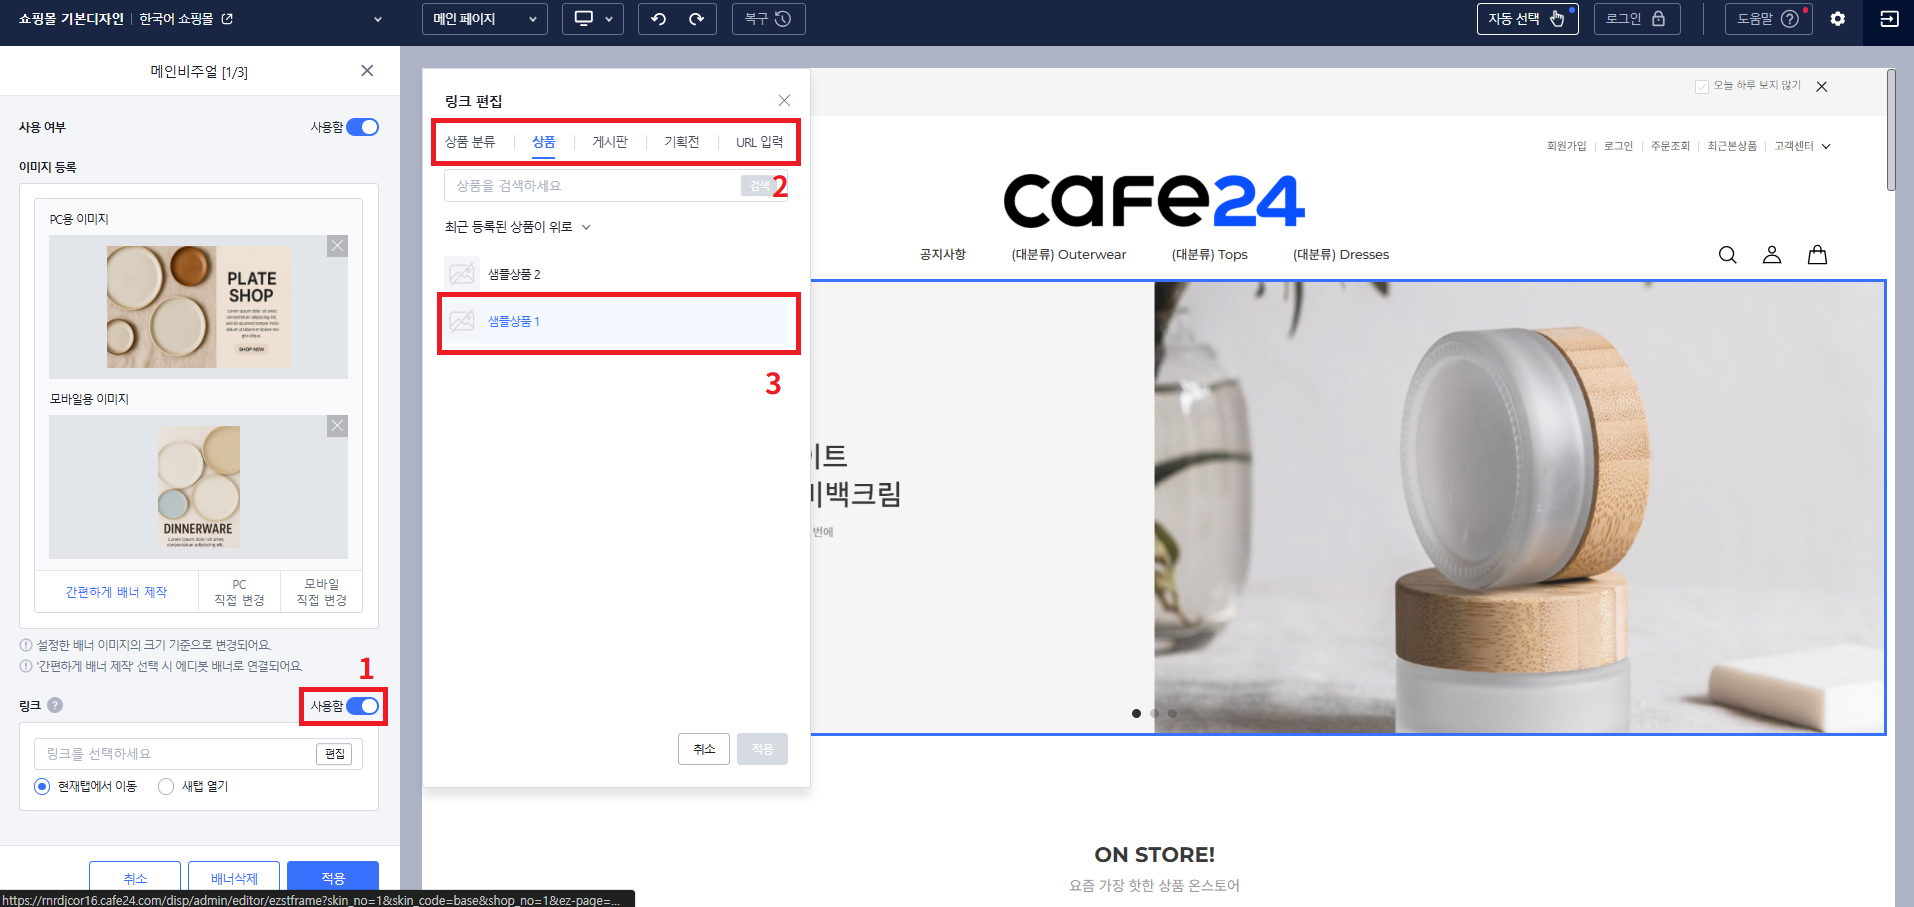 쇼핑몰 기본디자인 | 한국어 쇼핑몰
메인 페이지
복구
자동 선택
로그인
도움말
메인비주얼 [1/3]
사용 여부
사용함
이미지 등록
PC용 이미지
PLATE
SHOP
SHOP NOW
모바일용 이미지
DINNERWARE
Lorem ipsum dolor sit amet,
consectetuer adipiscing elit,
간편하게 배너 제작
PC
직접 변경
모바일
직접 변경
설정한 배너 이미지의 크기 기준으로 변경되어요.
'간편하게 배너 제작' 선택 시 에디봇 배너로 연결되어요.
1
링크 ?
사용함
링크를 선택하세요
편집
현재탭에서 이동
새탭 열기
취소
배너삭제
적용
https://rnrdjcor16.cafe24.com/disp/admin/editor/ezstframe?skin_no=1&skin_code=base&shop_no=1&ez-page=...
링크 편집
상품 분류
상품
게시판
기획전
URL 입력
상품을 검색하세요
검색
2
최근 등록된 상품이 위로
샘플상품 2
샘플상품 1
3
취소
적용
오늘 하루 보지 않기
회원가입
로그인
주문조회
최근본상품
고객센터
CAFE24
공지사항
(대분류) Outerwear
(대분류) Tops
(대분류) Dresses
이트
미백크림
번에
ON STORE!
요즘 가장 핫한 상품 온스토어